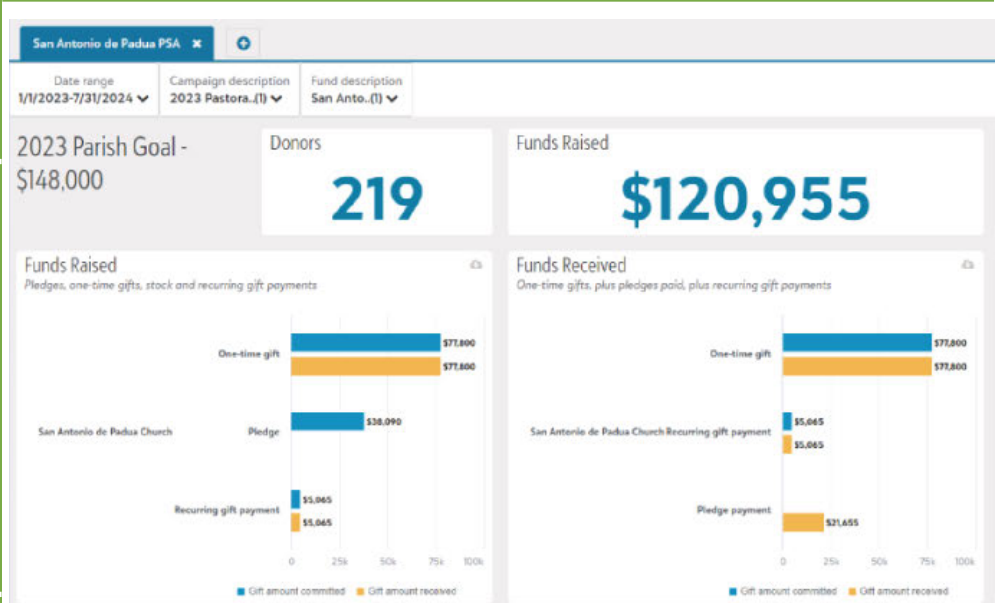 San Antonio de Padua PSA ×
Date range
1/1/2023-7/31/2024
Campaign description
2023 Pastora..(1)
Fund description
San Anto..(1)
2023 Parish Goal -
$148,000
Donors
219
Funds Raised
$120,955
Funds Raised
Pledges, one-time gifts, stock and recurring gift payments
One-time gift
$77,800
$77,800
San Antonio de Padua Church
Pledge
$38,090
Recurring gift payment
$5,065
$5,065
0 25k 50k 75k 100k
Gift amount committed Gift amount received
Funds Received
One-time gifts, plus pledges paid, plus recurring gift payments
One-time gift
$77,800
$77,800
San Antonio de Padua Church Recurring gift payment
$5,065
$5,065
Pledge payment
$21,655
0 25k 50k 75k 100k
Gift amount committed Gift amount received